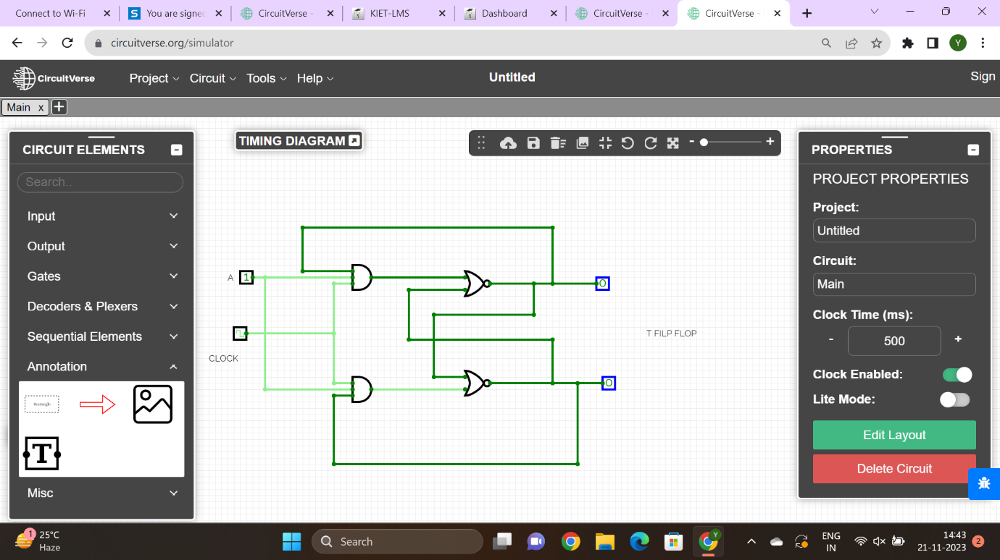 Connect to Wi-Fi
You are signed
CircuitVerse -
KIET-LMS
Dashboard
CircuitVerse -
CircuitVerse -
circuitverse.org/simulator
Y
CircuitVerse
Project
Circuit
Tools
Help
Untitled
Sign
Main x
CIRCUIT ELEMENTS
Search..
Input
Output
Gates
Decoders & Plexers
Sequential Elements
Annotation
Rectangle
T
Misc
TIMING DIAGRAM
- +
A 1
0
CLOCK
T FILP FLOP
0
PROPERTIES
PROJECT PROPERTIES
Project:
Untitled
Circuit:
Main
Clock Time (ms):
- 500 +
Clock Enabled:
Lite Mode:
Edit Layout
Delete Circuit
1
25°C
Haze
Search
Y
ENG
IN
14:43
21-11-2023
2